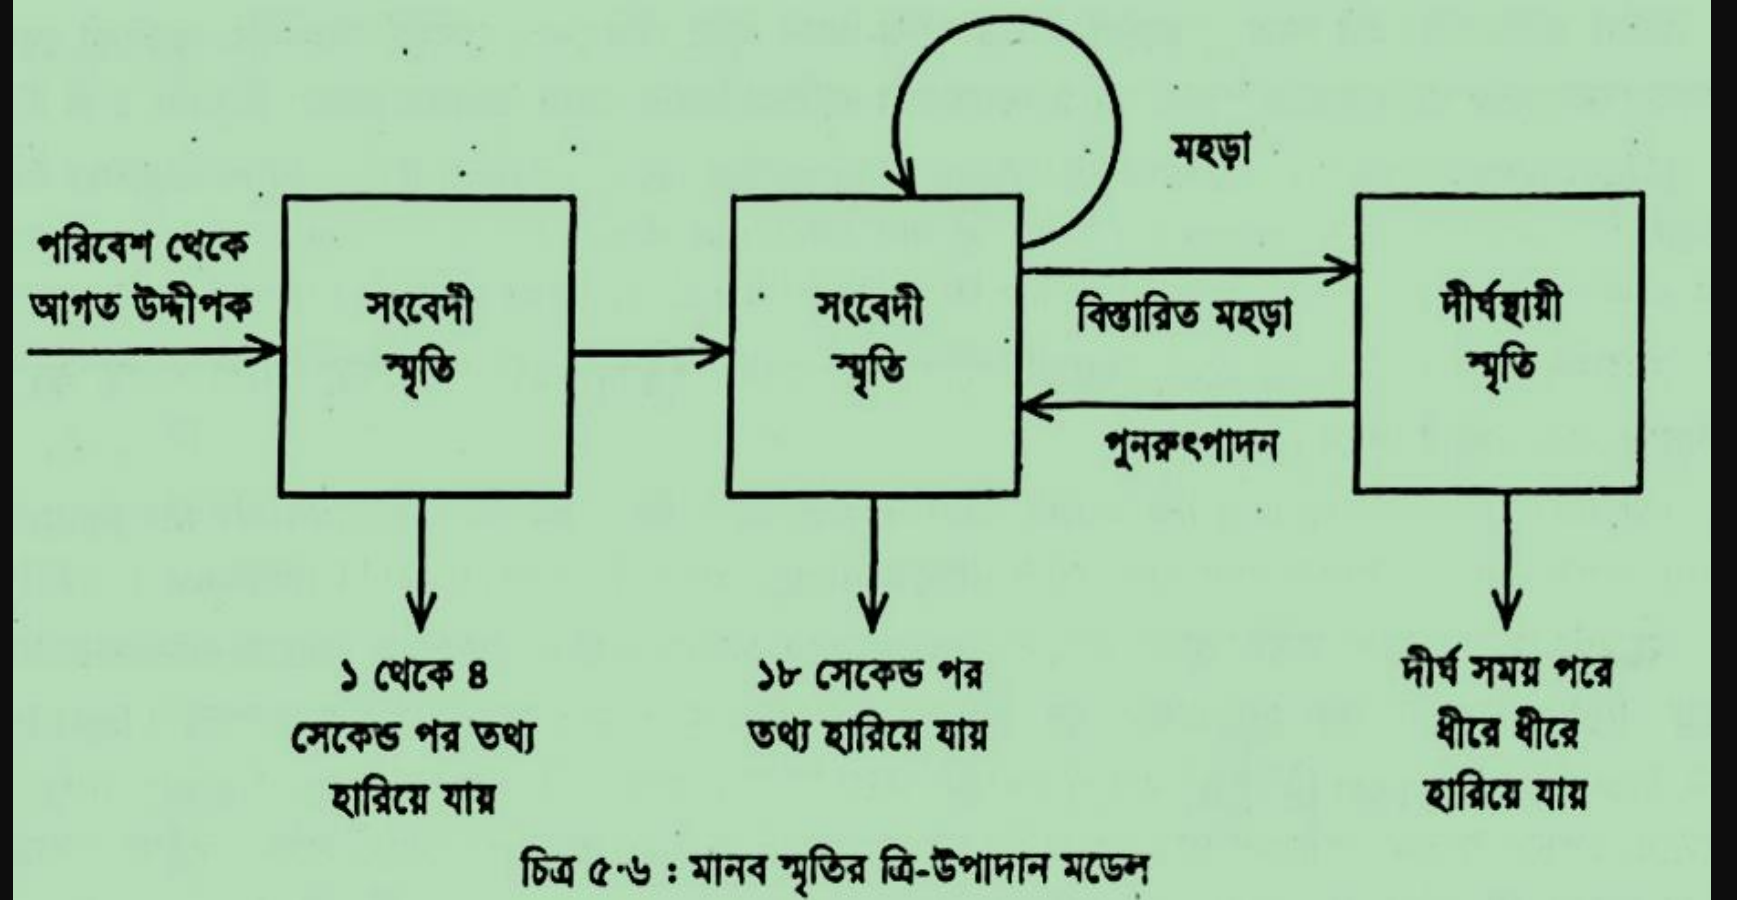 মহড়া
পরিবেশ থেকে
আগত উদ্দীপক
সংবেদী
স্মৃতি
সংবেদী
স্মৃতি
বিস্তারিত মহড়া
পুনরুৎপাদন
দীর্ঘস্থায়ী
স্মৃতি
১ থেকে ৪
সেকেন্ড পর তথ্য
হারিয়ে যায়
১৮ সেকেন্ড পর
তথ্য হারিয়ে যায়
দীর্ঘ সময় পরে
ধীরে ধীরে
হারিয়ে যায়
চিত্র ৫·৬ : মানব স্মৃতির ত্রি-উপাদান মডেল